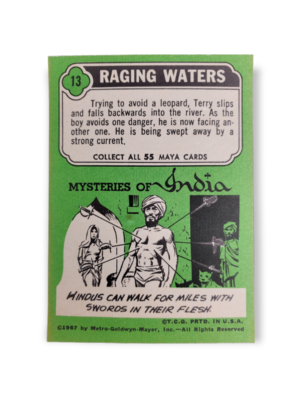 13
RAGING WATERS
Trying to avoid a leopard, Terry slips
and falls backwards into the river. As the
boy avoids one danger, he is now facing an-
other one. He is being swept away by a
strong current.
COLLECT ALL 55 MAYA CARDS
MYSTERIES OF India
HINDUS CAN WALK FOR MILES WITH
SWORDS IN THEIR FLESH.
©T.C.G. PRTD. IN U.S.A.
©1967 by Metro-Goldwyn-Mayer, Inc.—All Rights Reserved